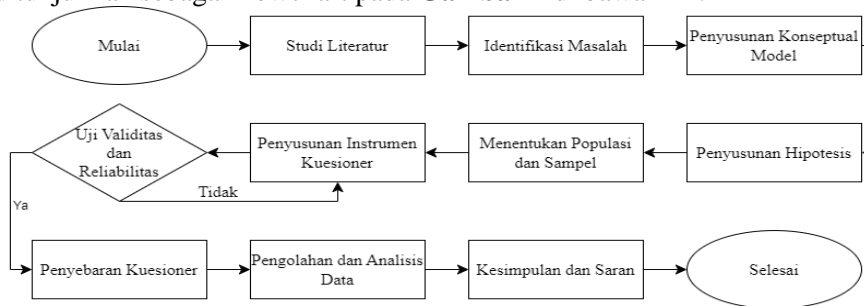 Mulai
Studi Literatur
Identifikasi Masalah
Penyusunan Konseptual
Model
Penyusunan Hipotesis
Menentukan Populasi
dan Sampel
Penyusunan Instrumen
Kuesioner
Uji Validitas
dan
Reliabilitas
Tidak
Ya
Penyebaran Kuesioner
Pengolahan dan Analisis
Data
Kesimpulan dan Saran
Selesai